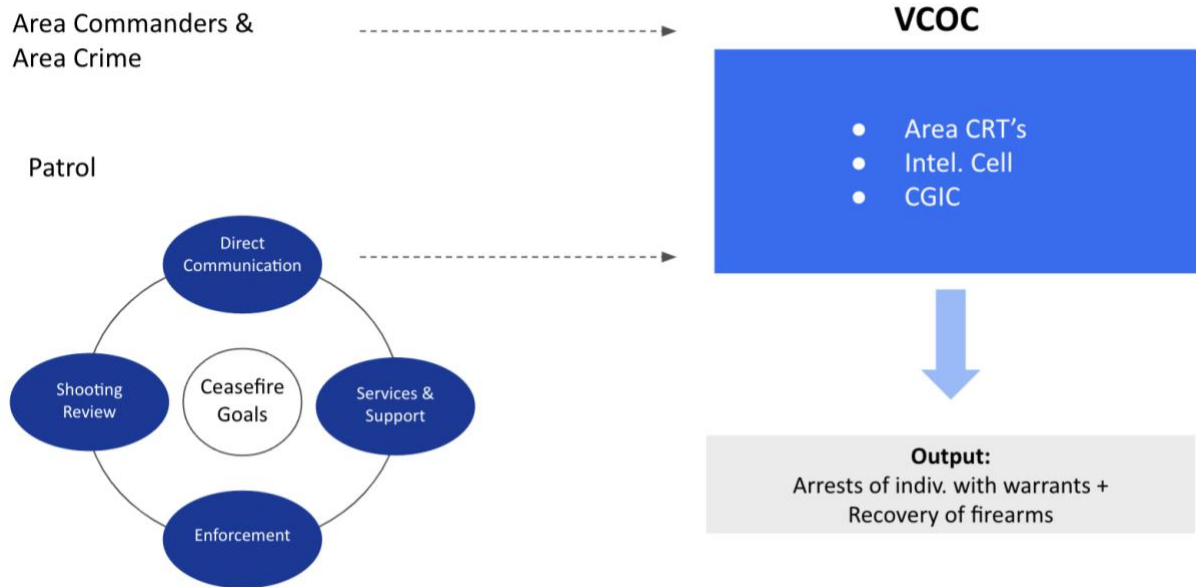 Area Commanders &
Area Crime
VCOC
● Area CRT's
● Intel. Cell
● CGIC
Patrol
Direct
Communication
Shooting
Review
Ceasefire
Goals
Services &
Support
Enforcement
Output:
Arrests of indiv. with warrants +
Recovery of firearms